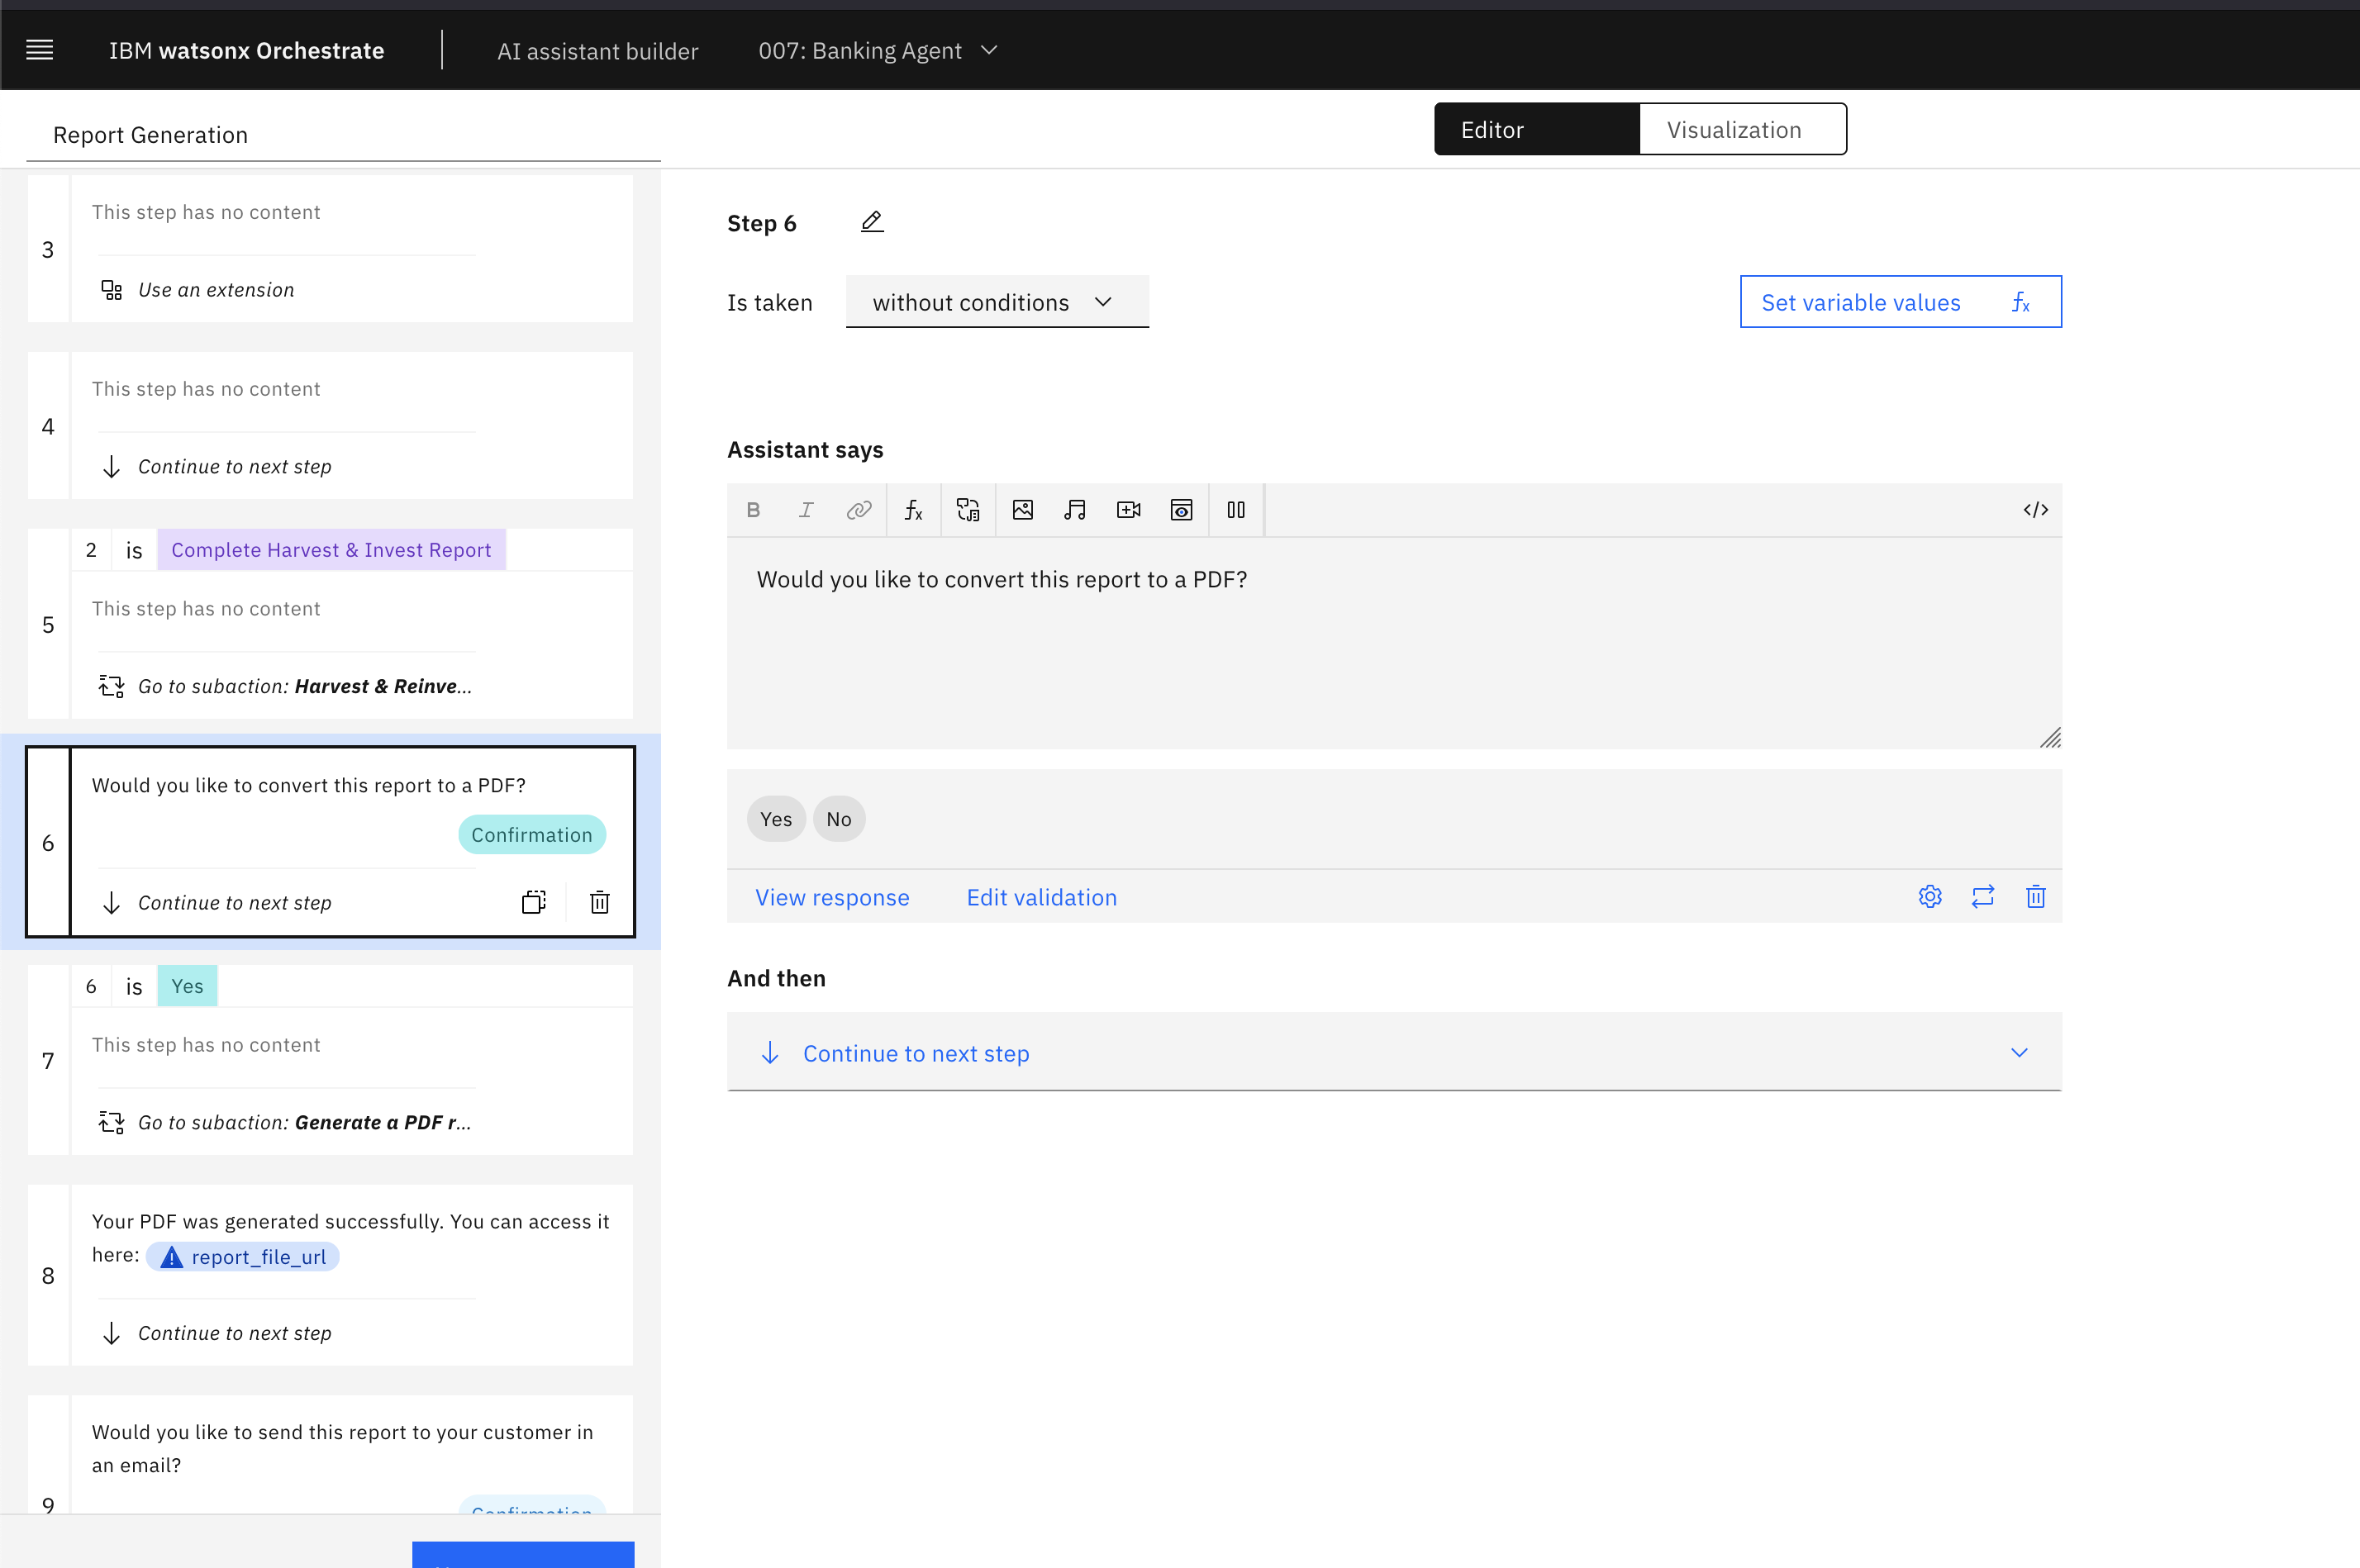 IBM watsonx Orchestrate
AI assistant builder
007: Banking Agent
Report Generation
Editor
Visualization
3
This step has no content
Use an extension
4
This step has no content
Continue to next step
2 is Complete Harvest & Invest Report
5
This step has no content
Go to subaction: Harvest & Reinve...
6
Would you like to convert this report to a PDF?
Confirmation
Continue to next step
6 is Yes
7
This step has no content
Go to subaction: Generate a PDF r...
8
Your PDF was generated successfully. You can access it
here: report_file_url
Continue to next step
9
Would you like to send this report to your customer in
an email?
Confirmation
Step 6
Is taken
without conditions
Set variable values fx
Assistant says
B I fx </>
Would you like to convert this report to a PDF?
Yes No
View response
Edit validation
And then
Continue to next step